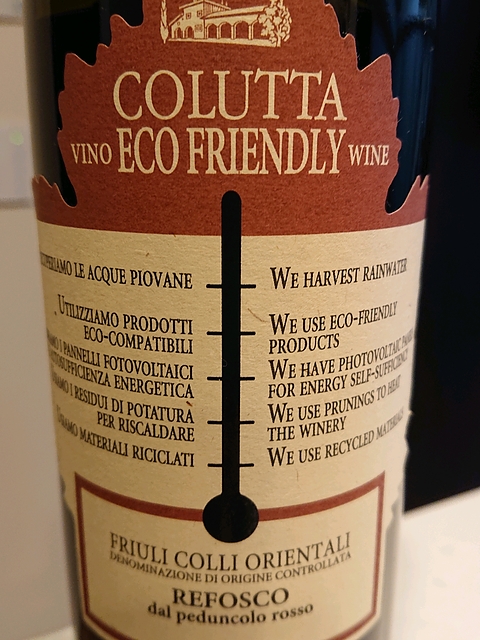 COLUTTA
VINO ECO FRIENDLY WINE
LE ACQUE PIOVANE
WE HARVEST RAINWATER
UTILIZZIAMO PRODOTTI
ECO-COMPATIBILI
WE USE ECO-FRIENDLY
PRODUCTS
I PANNELLI FOTOVOLTAICI
ENERGETICA
WE HAVE PHOTOVOLTAIC
FOR ENERGY SELF-SUFFICIENCY
I RESIDUI DI POTATURA
PER RISCALDARE
WE USE PRUNINGS TO HEAT
THE WINERY
MATERIALI RICICLATI
WE USE RECYCLED MATERIALS
FRIULI COLLI ORIENTALI
DENOMINAZIONE DI ORIGINE CONTROLLATA
REFOSCO
dal peduncolo rosso